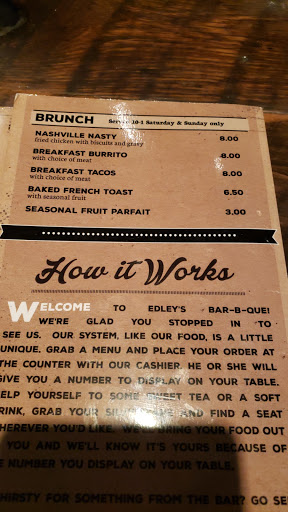 BRUNCH Served 10-1 Saturday & Sunday only
NASHVILLE NASTY 8.00
fried chicken with biscuits and gravy
BREAKFAST BURRITO 8.00
with choice of meat
BREAKFAST TACOS 8.00
with choice of meat
BAKED FRENCH TOAST 6.50
with seasonal fruit
SEASONAL FRUIT PARFAIT 3.00
How it Works
WELCOME TO EDLEY'S BAR-B-QUE!
WE'RE GLAD YOU STOPPED IN TO
SEE US. OUR SYSTEM, LIKE OUR FOOD, IS A LITTLE
UNIQUE. GRAB A MENU AND PLACE YOUR ORDER AT
THE COUNTER WITH OUR CASHIER. HE OR SHE WILL
GIVE YOU A NUMBER TO DISPLAY ON YOUR TABLE.
HELP YOURSELF TO SOME SWEET TEA OR A SOFT
DRINK, GRAB YOUR AND FIND A SEAT
WHEREVER YOU'D LIKE. WE'LL BRING YOUR FOOD OUT
YOU AND WE'LL KNOW IT'S YOURS BECAUSE OF
E NUMBER YOU DISPLAY ON YOUR TABLE.
HIRSTY FOR SOMETHING FROM THE BAR? GO SE